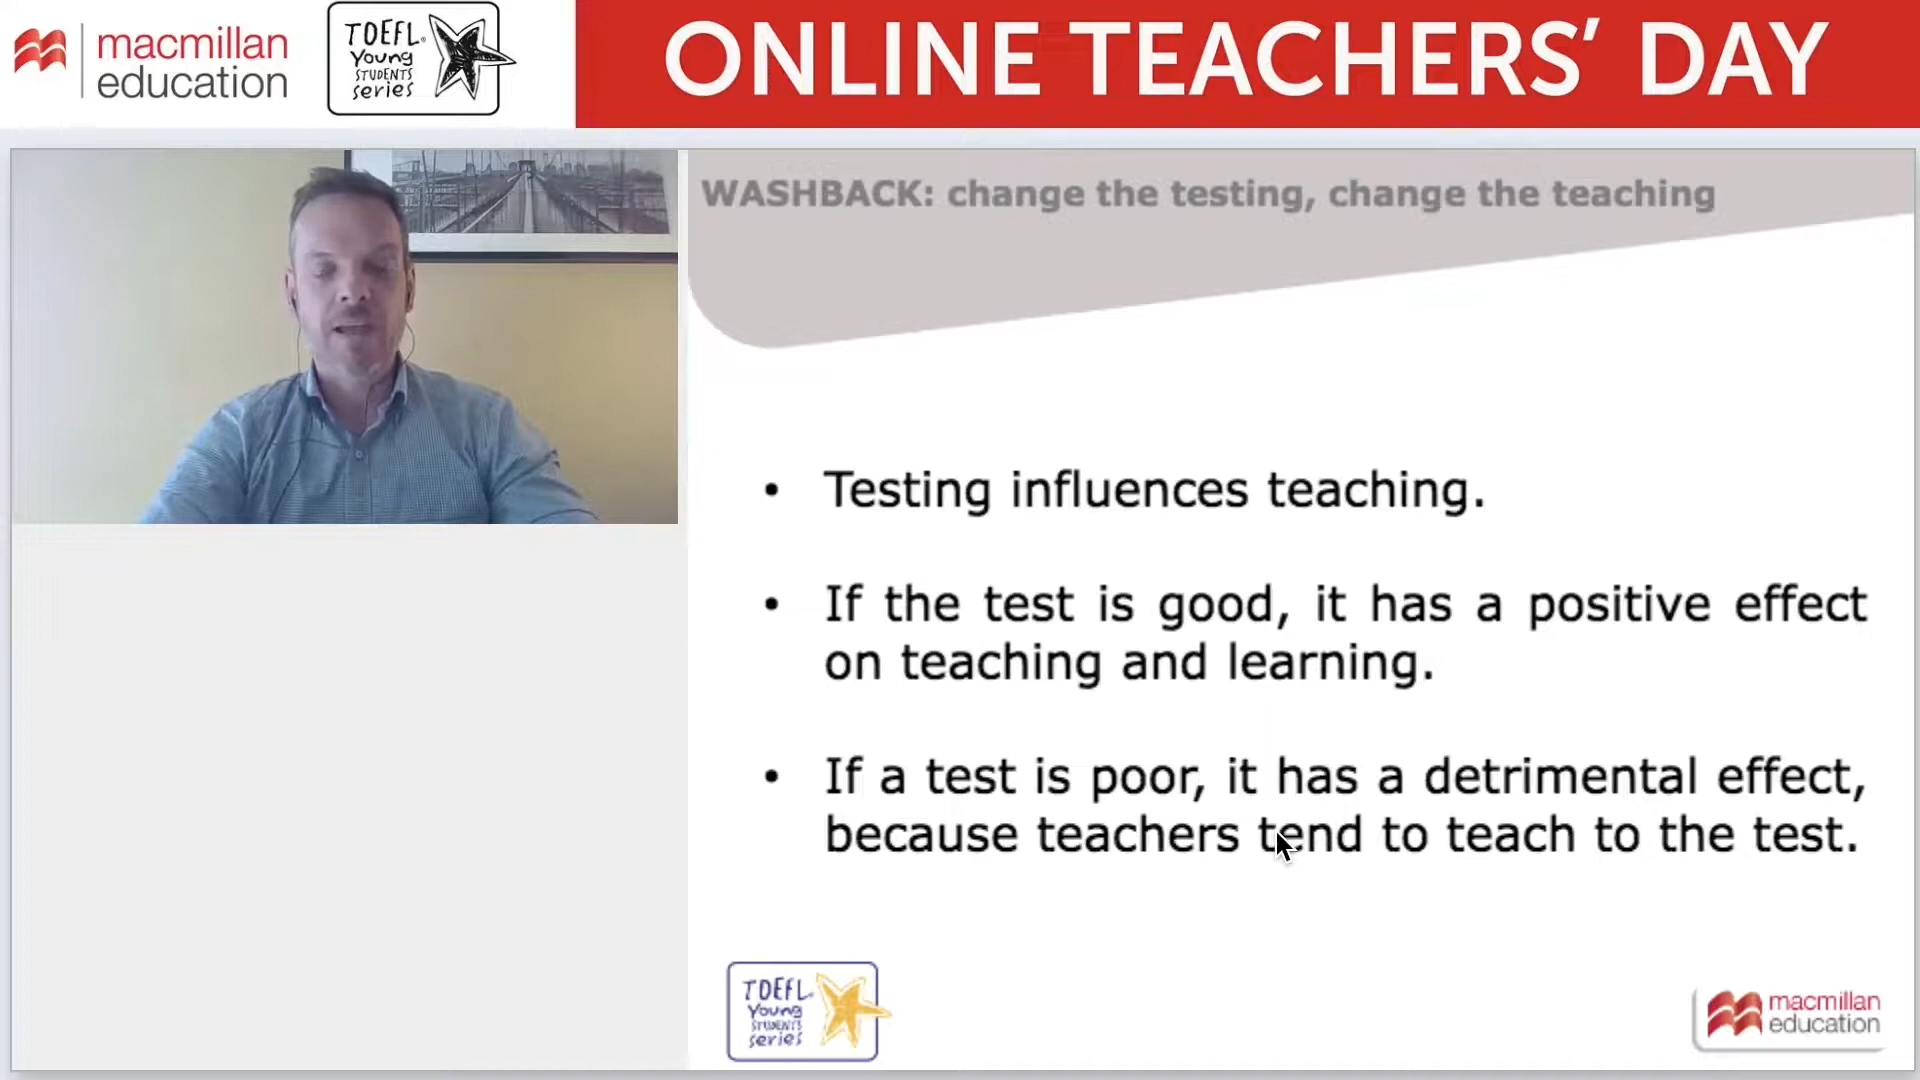 macmillan
education
TOEFL®
Young
STUDENTS
series
ONLINE TEACHERS' DAY
WASHBACK: change the testing, change the teaching
• Testing influences teaching.
• If the test is good, it has a positive effect
on teaching and learning.
• If a test is poor, it has a detrimental effect,
because teachers tend to teach to the test.
TOEFL
Young
STUDENTS
series
macmillan
education